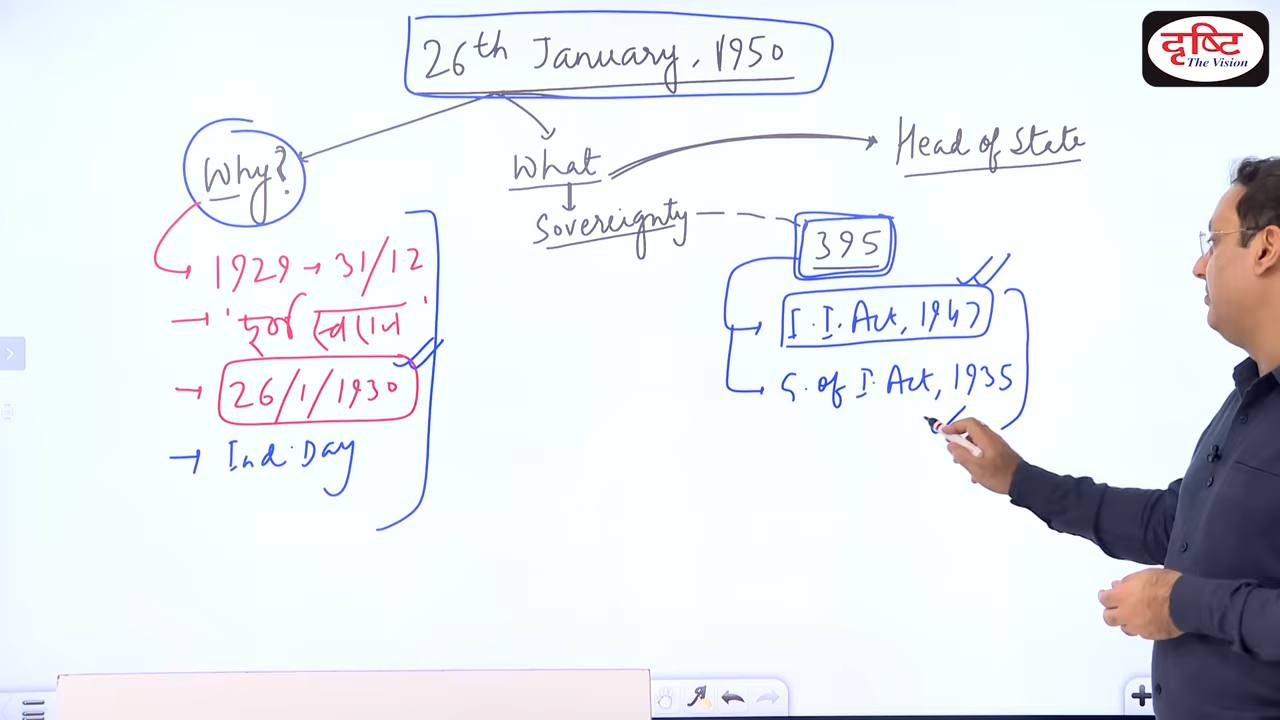 26th January, 1950
दृष्टि
The Vision
Why?
What
Head of State
Sovereignty
395
1929 → 31/12
'पूर्ण स्वराज'
26/1/1930
Ind. Day
I. I. Act, 1947
G. of I. Act, 1935